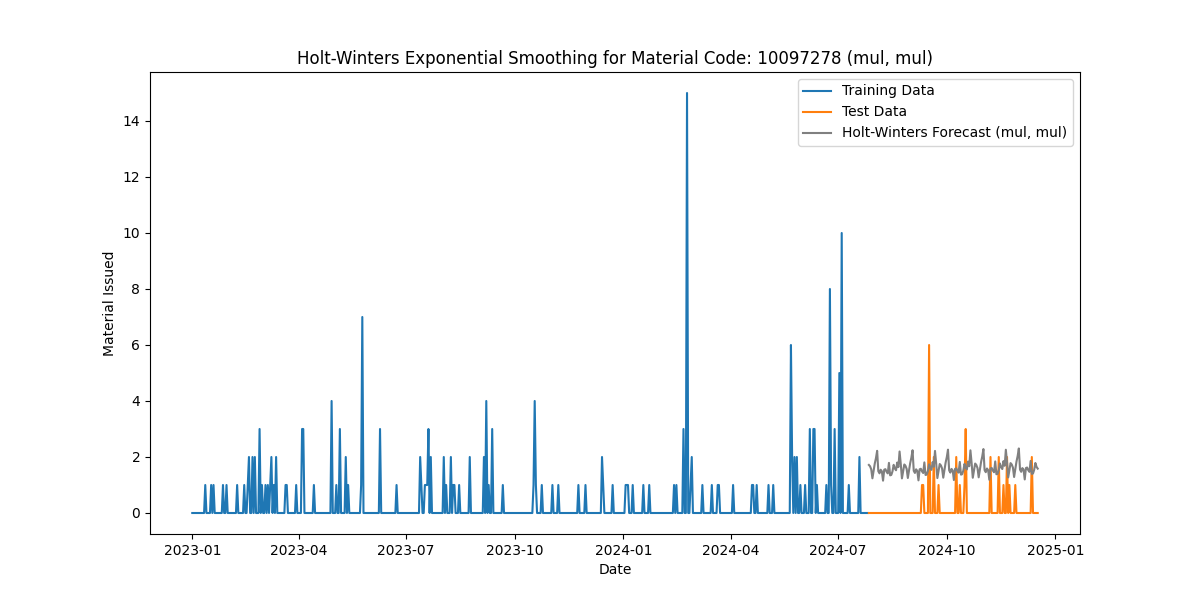 Holt-Winters Exponential Smoothing for Material Code: 10097278 (mul, mul)
Training Data
Test Data
Holt-Winters Forecast (mul, mul)
Material Issued
14
12
10
8
6
4
2
0
2023-01 2023-04 2023-07 2023-10 2024-01 2024-04 2024-07 2024-10 2025-01
Date